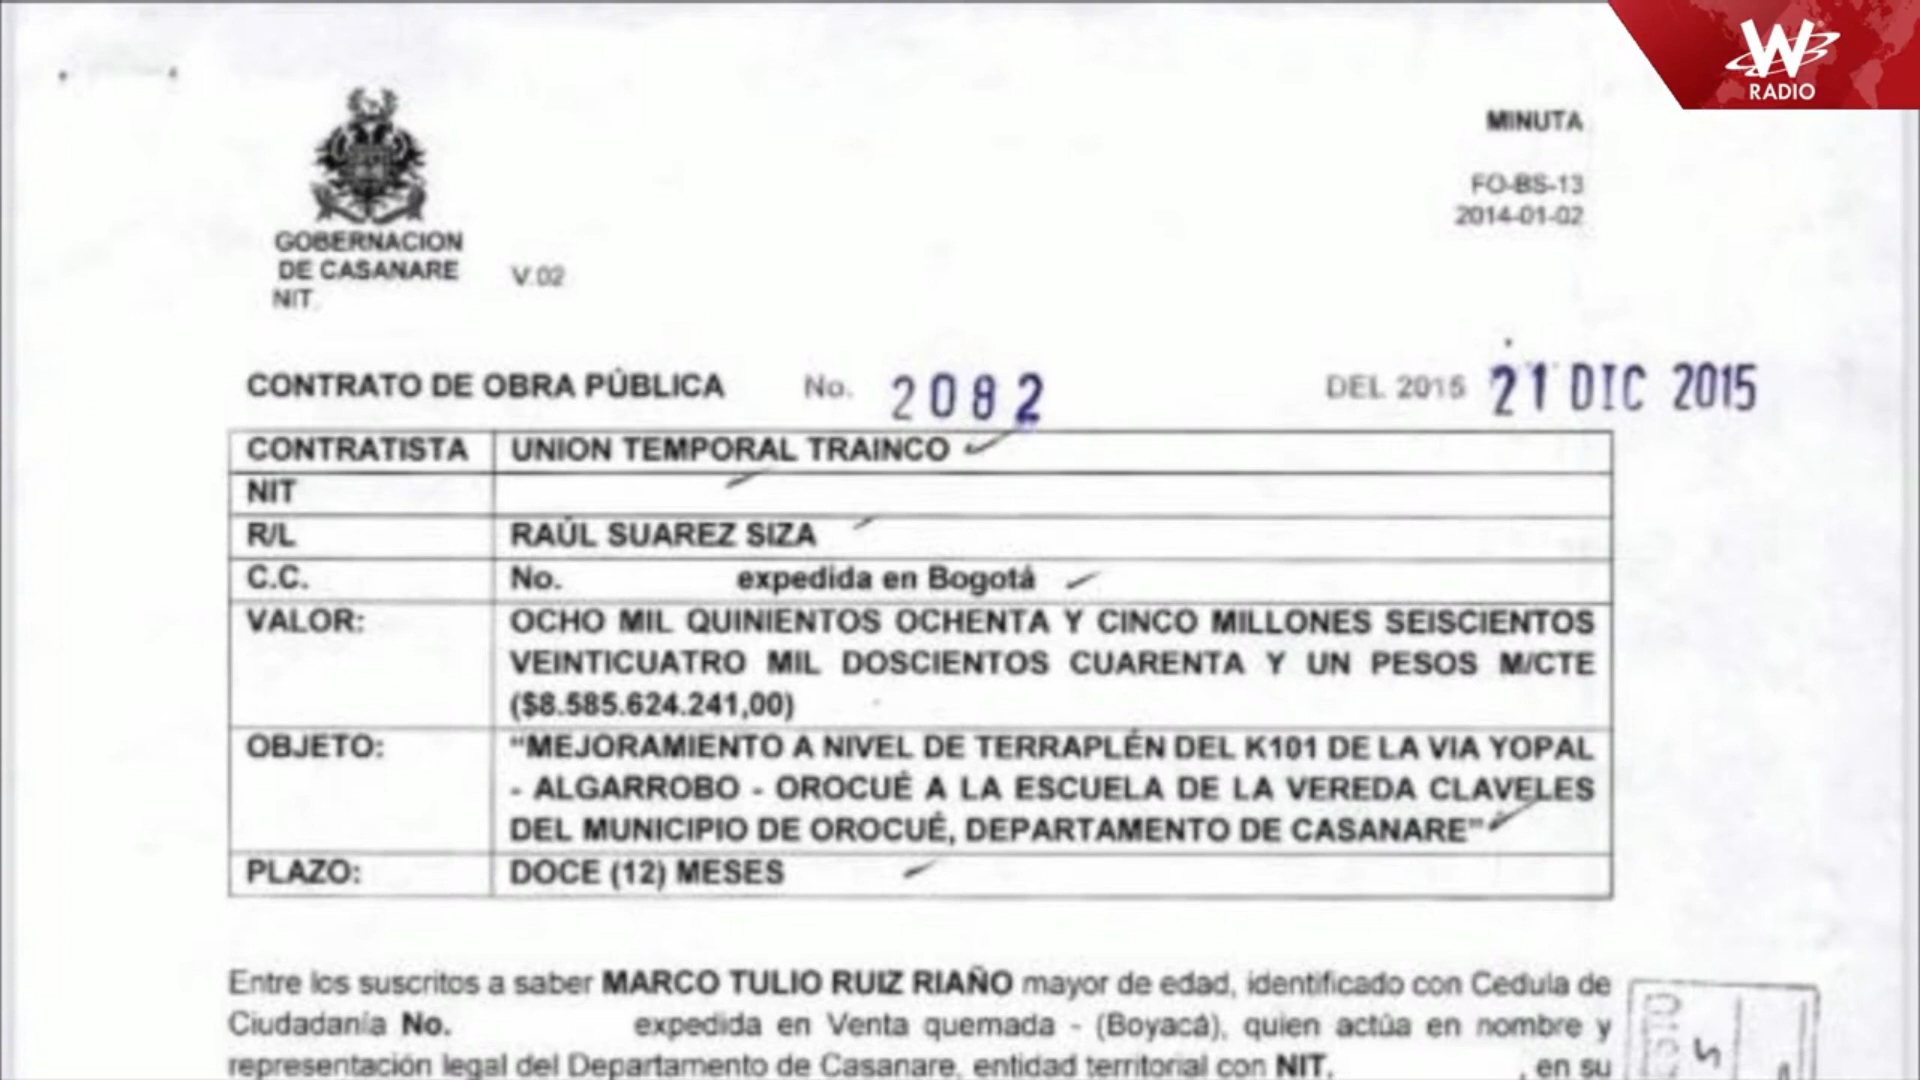 W
RADIO
MINUTA
FO-BS-13
2014-01-02
GOBERNACION
DE CASANARE
NIT.
V.02
CONTRATO DE OBRA PÚBLICA No. 2082 DEL 2015 21 DIC 2015
CONTRATISTA UNION TEMPORAL TRAINCO
NIT
R/L RAÚL SUAREZ SIZA
C.C. No. expedida en Bogotá
VALOR: OCHO MIL QUINIENTOS OCHENTA Y CINCO MILLONES SEISCIENTOS
VEINTICUATRO MIL DOSCIENTOS CUARENTA Y UN PESOS M/CTE
($8.585.624.241,00)
OBJETO: “MEJORAMIENTO A NIVEL DE TERRAPLÉN DEL K101 DE LA VIA YOPAL
- ALGARROBO - OROCUÉ A LA ESCUELA DE LA VEREDA CLAVELES
DEL MUNICIPIO DE OROCUÉ, DEPARTAMENTO DE CASANARE”
PLAZO: DOCE (12) MESES
Entre los suscritos a saber MARCO TULIO RUIZ RIAÑO mayor de edad, identificado con Cedula de
Ciudadanía No. expedida en Venta quemada - (Boyacá), quien actúa en nombre y
representación legal del Departamento de Casanare, entidad territorial con NIT. , en su